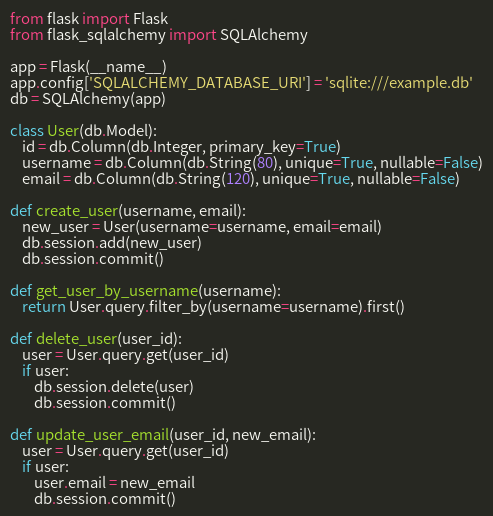 from flask import Flask
from flask_sqlalchemy import SQLAlchemy

app = Flask(__name__)
app.config['SQLALCHEMY_DATABASE_URI'] = 'sqlite:///example.db'
db = SQLAlchemy(app)

class User(db.Model):
    id = db.Column(db.Integer, primary_key=True)
    username = db.Column(db.String(80), unique=True, nullable=False)
    email = db.Column(db.String(120), unique=True, nullable=False)

def create_user(username, email):
    new_user = User(username=username, email=email)
    db.session.add(new_user)
    db.session.commit()

def get_user_by_username(username):
    return User.query.filter_by(username=username).first()

def delete_user(user_id):
    user = User.query.get(user_id)
    if user:
        db.session.delete(user)
        db.session.commit()

def update_user_email(user_id, new_email):
    user = User.query.get(user_id)
    if user:
        user.email = new_email
        db.session.commit()